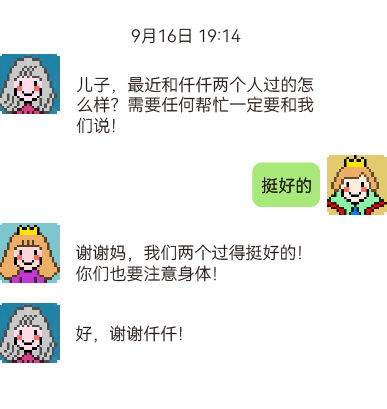 9月16日 19:14
儿子，最近和仟仟两个人过的怎
么样？需要任何帮忙一定要和我
们说！
挺好的
谢谢妈，我们两个过得挺好的！
你们也要注意身体！
好，谢谢仟仟！